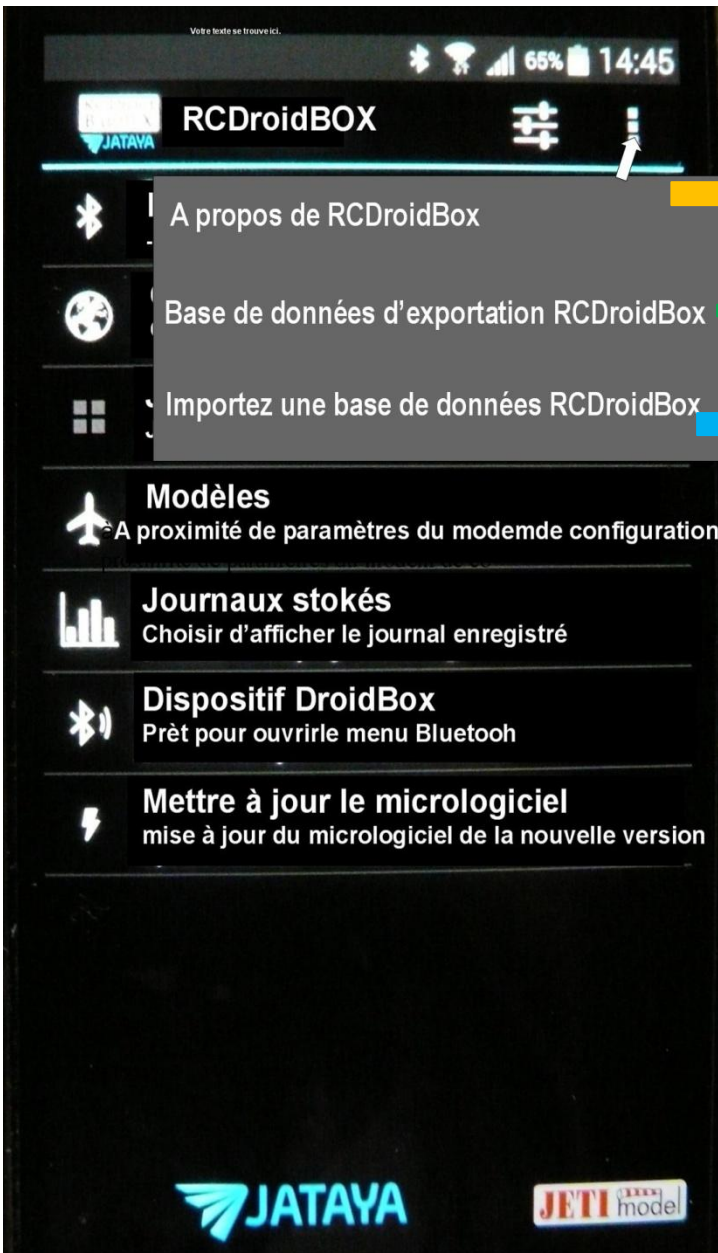 Votre texte se trouve ici.
65% 14:45
JATAYA
RCDroidBOX
A propos de RCDroidBox
Base de données d’exportation RCDroidBox
Importez une base de données RCDroidBox
Modèles
àA proximité de paramètres du modemde configuration
Journaux stokés
Choisir d’afficher le journal enregistré
Dispositif DroidBox
Prèt pour ouvrirle menu Bluetooh
Mettre à jour le micrologiciel
mise à jour du micrologiciel de la nouvelle version
JATAYA
JETI model